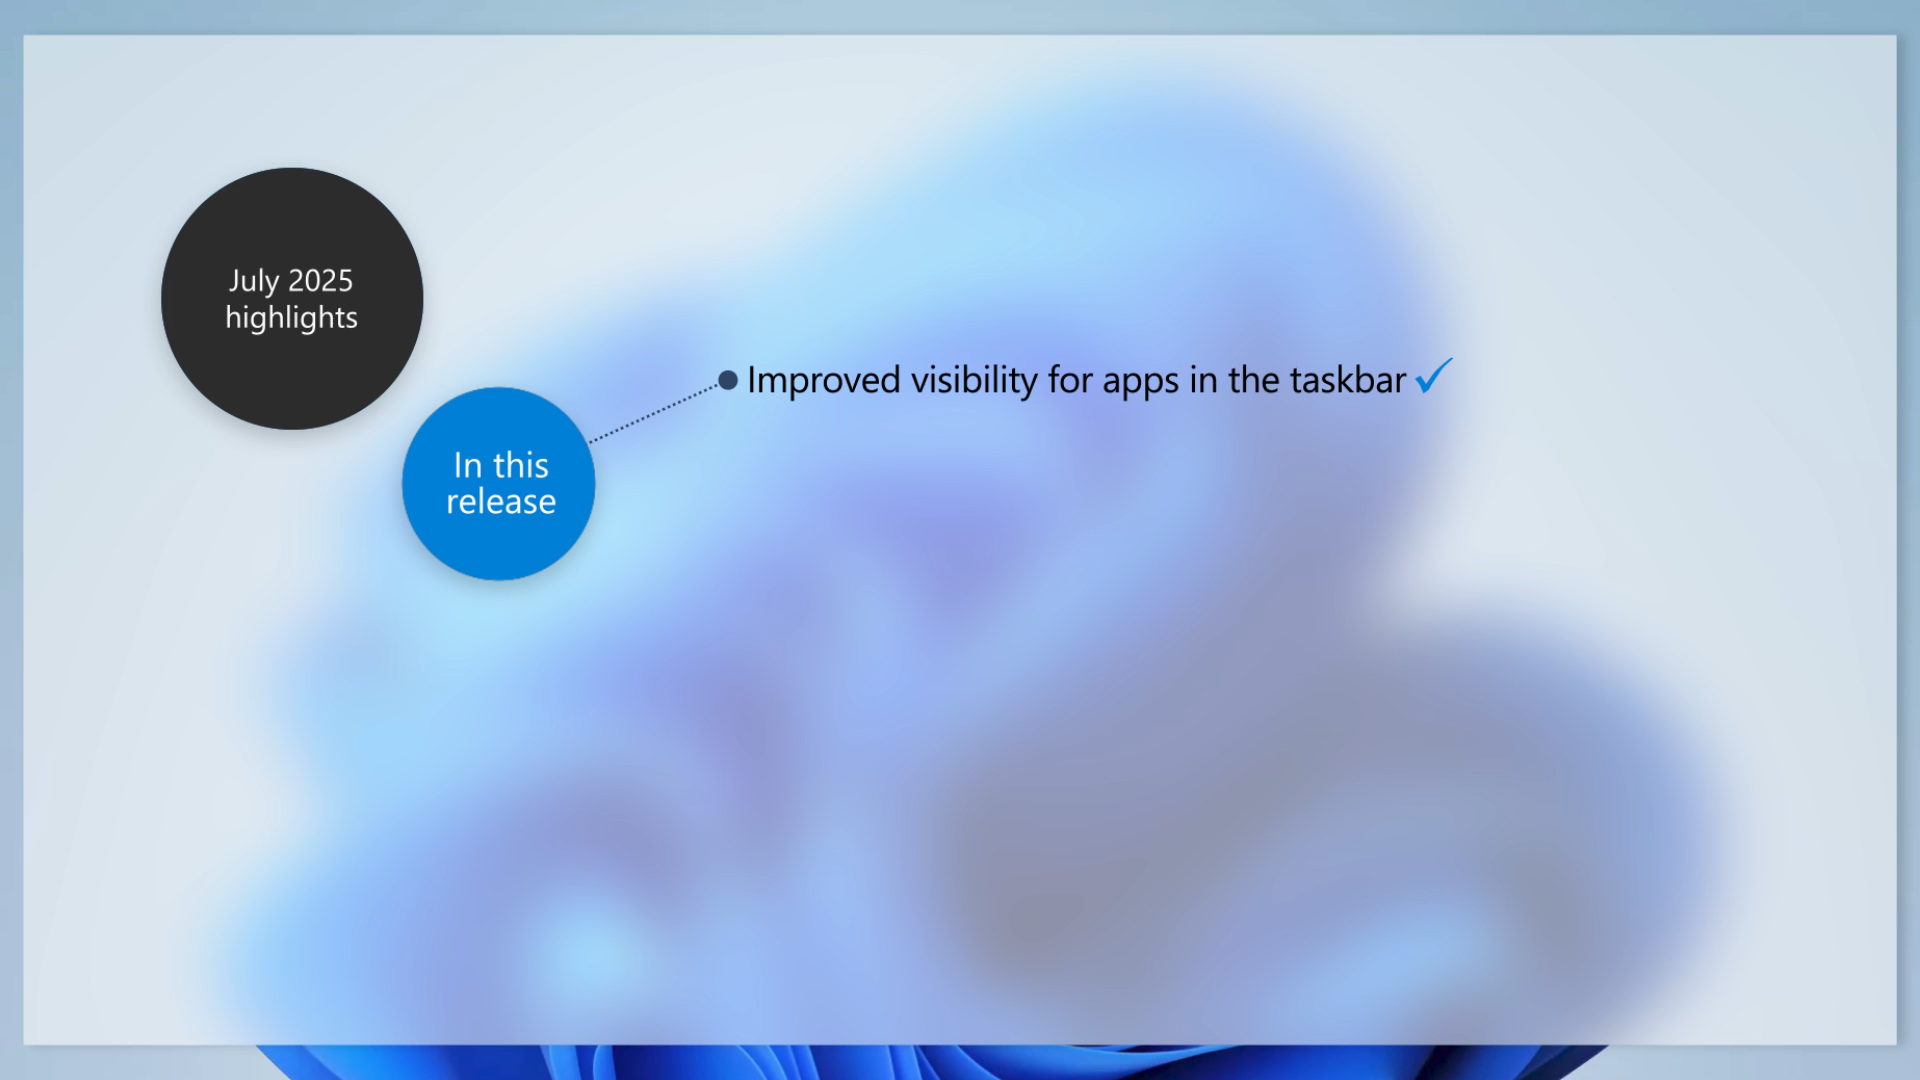 July 2025
highlights
In this
release
Improved visibility for apps in the taskbar